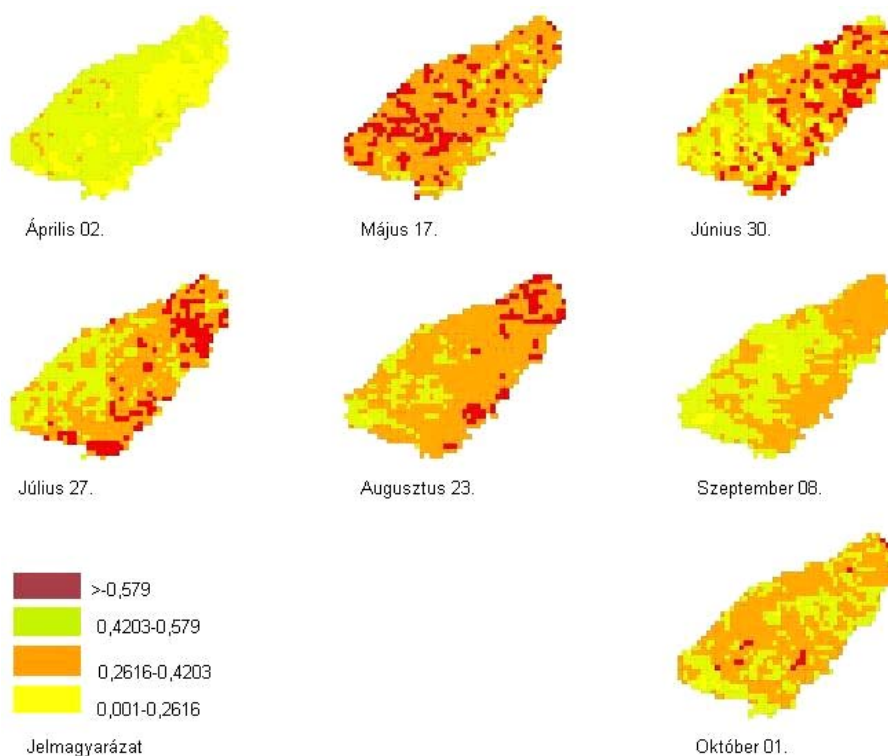 Április 02.
Május 17.
Június 30.
Július 27.
Augusztus 23.
Szeptember 08.
>-0,579
0,4203-0,579
0,2616-0,4203
0,001-0,2616
Jelmagyarázat
Október 01.